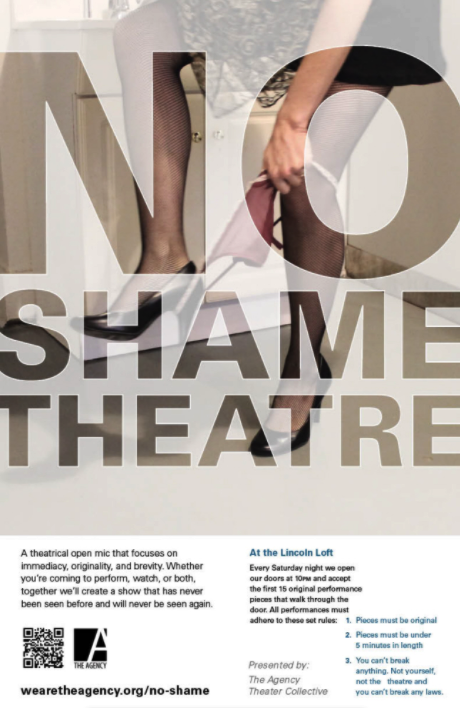 NO
SHAME
THEATRE
A theatrical open mic that focuses on
immediacy, originality, and brevity. Whether
you're coming to perform, watch, or both,
together we'll create a show that has never
been seen before and will never be seen again.
A
THE AGENCY
wearetheagency.org/no-shame
At the Lincoln Loft
Every Saturday night we open
our doors at 10PM and accept
the first 15 original performance
pieces that walk through the
door. All performances must
adhere to these set rules:
1. Pieces must be original
2. Pieces must be under
5 minutes in length
3. You can't break
anything. Not yourself,
not the theatre and
you can't break any laws.
Presented by:
The Agency
Theater Collective